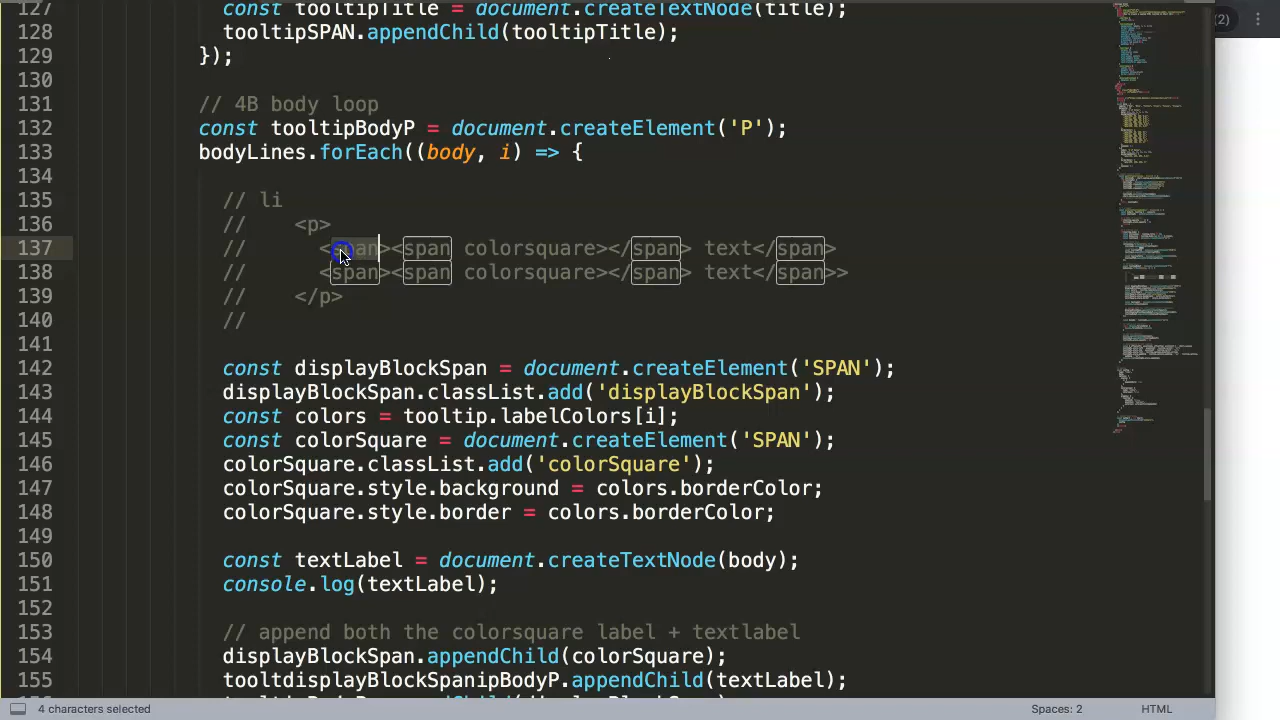 127 const tooltipTitle = document.createTextNode(title);
128 tooltipSPAN.appendChild(tooltipTitle);
129 });
130
131 // 4B body loop
132 const tooltipBodyP = document.createElement('P');
133 bodyLines.forEach((body, i) => {
134
135 // li
136 // <p>
137 // <span><span colorsquare></span> text</span>
138 // <span><span colorsquare></span> text</span>>
139 // </p>
140 //
141
142 const displayBlockSpan = document.createElement('SPAN');
143 displayBlockSpan.classList.add('displayBlockSpan');
144 const colors = tooltip.labelColors[i];
145 const colorSquare = document.createElement('SPAN');
146 colorSquare.classList.add('colorSquare');
147 colorSquare.style.background = colors.borderColor;
148 colorSquare.style.border = colors.borderColor;
149
150 const textLabel = document.createTextNode(body);
151 console.log(textLabel);
152
153 // append both the colorsquare label + textlabel
154 displayBlockSpan.appendChild(colorSquare);
155 tooltdisplayBlockSpanipBodyP.appendChild(textLabel);
4 characters selected
Spaces: 2
HTML
(2)